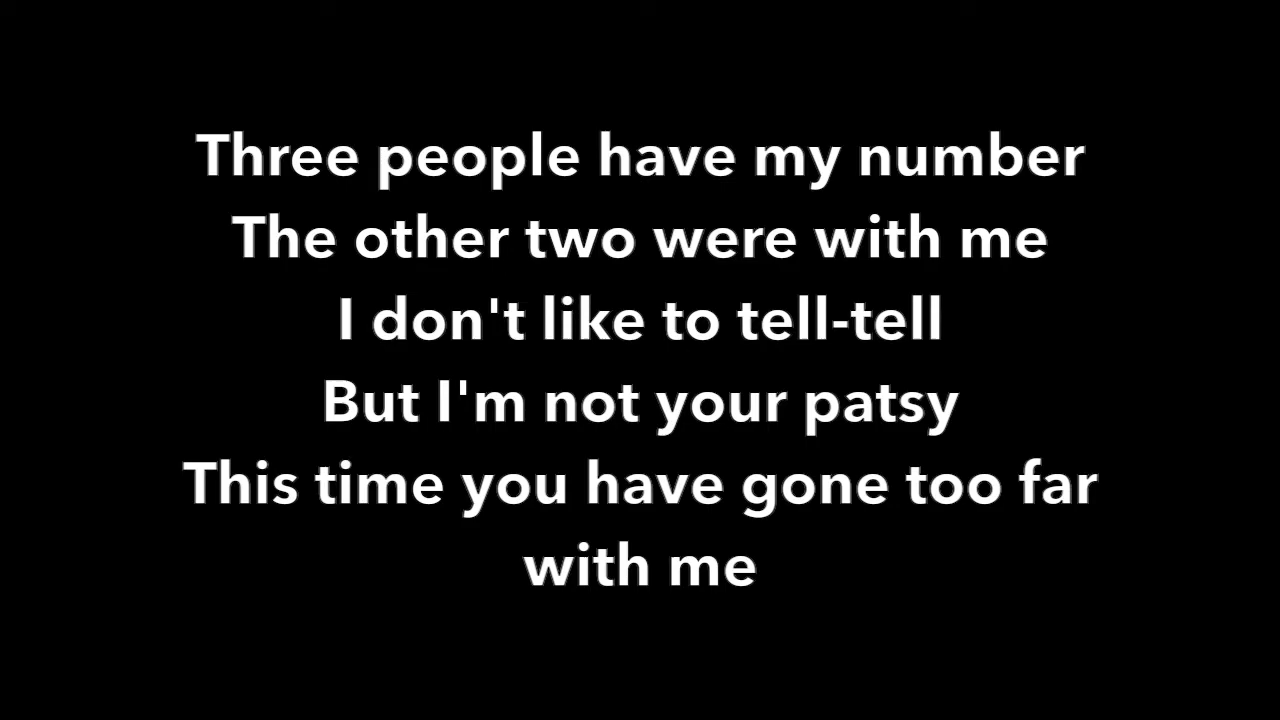 Three people have my number
The other two were with me
I don't like to tell-tell
But I'm not your patsy
This time you have gone too far
with me